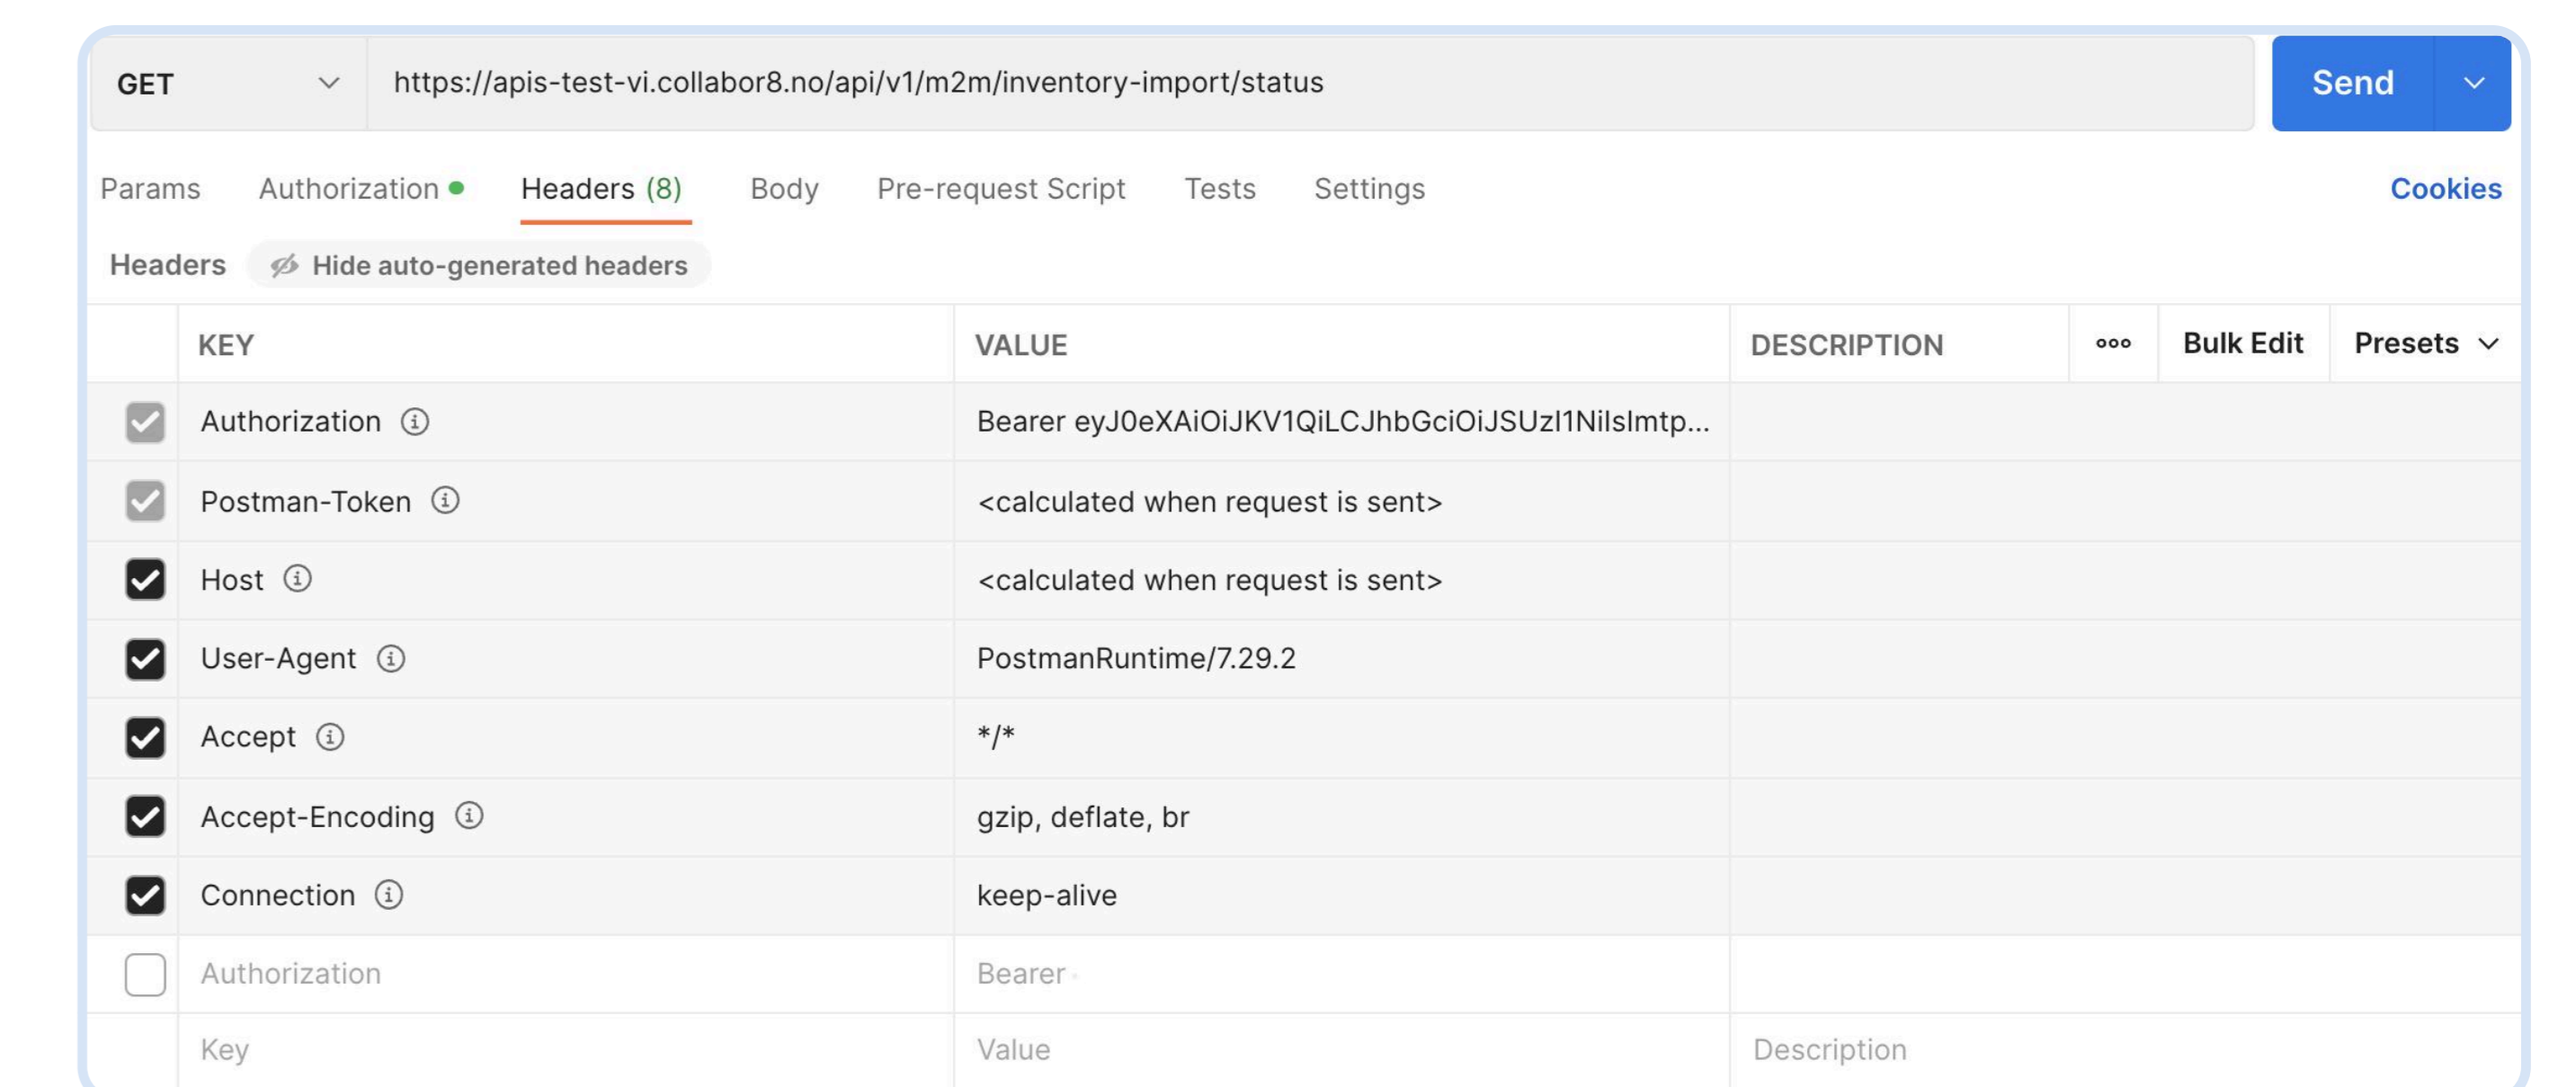 GET https://apis-test-vi.collabor8.no/api/v1/m2m/inventory-import/status Send
Params Authorization Headers (8) Body Pre-request Script Tests Settings Cookies
Headers Hide auto-generated headers
KEY VALUE DESCRIPTION ooo Bulk Edit Presets
Authorization Bearer eyJ0eXAiOiJKV1QiLCJhbGciOiJSUzI1NiIsImtp...
Postman-Token <calculated when request is sent>
Host <calculated when request is sent>
User-Agent PostmanRuntime/7.29.2
Accept */*
Accept-Encoding gzip, deflate, br
Connection keep-alive
Authorization Bearer
Key Value Description